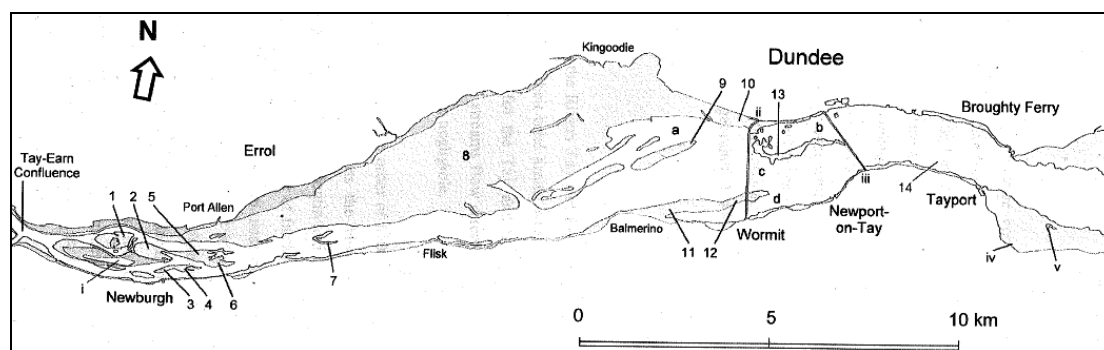 N
Kingoodie
Dundee
9
10
13
ii
Broughty Ferry
a
b
Errol
8
c
Tay-Earn
Confluence
Port Allen
1
2
5
d
iii
14
Tayport
Newport-
on-Tay
Balmerino
11
12
Wormit
Flisk
i
Newburgh
3
4
6
7
iv
v
0
5
10 km